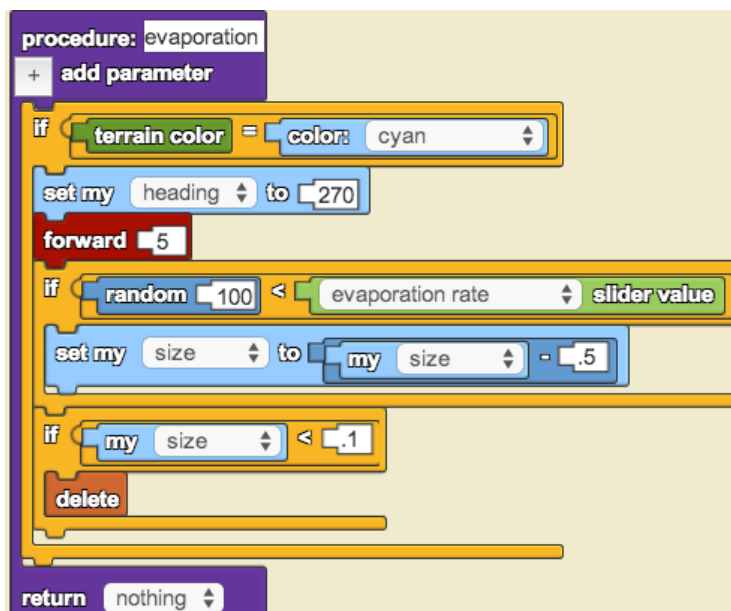 procedure: evaporation
+ add parameter
if terrain color = color: cyan
set my heading to 270
forward 5
if random 100 < evaporation rate slider value
set my size to my size - .5
if my size < .1
delete
return nothing